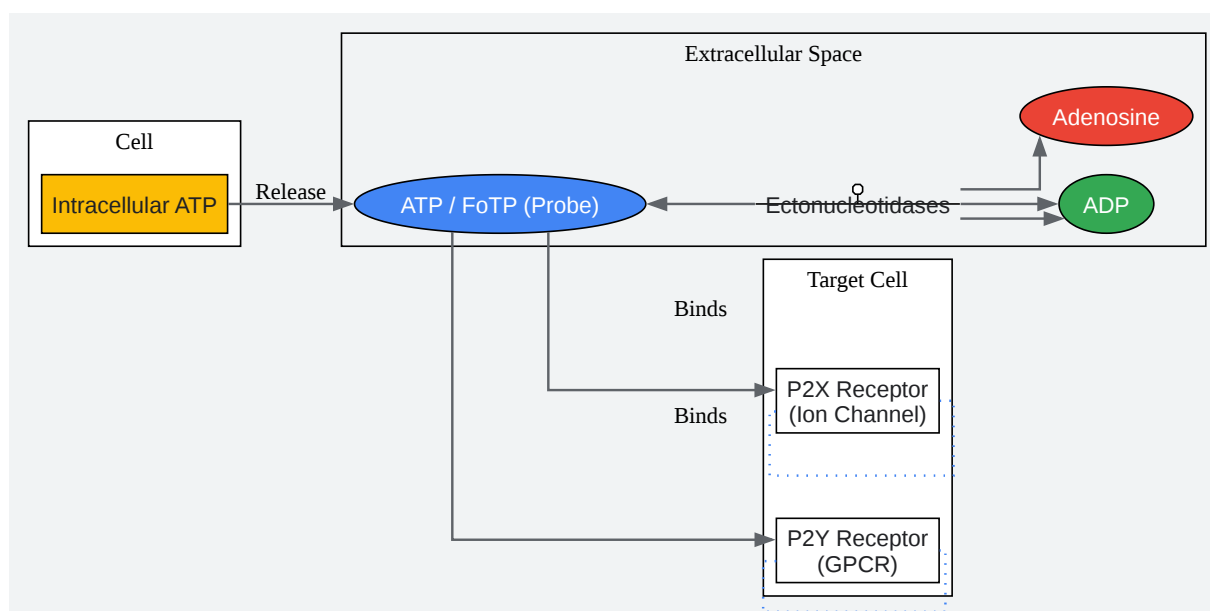 Extracellular Space
Adenosine
Cell
Intracellular ATP
Release
ATP / FoTP (Probe)
Ectonucleotidases
ADP
Target Cell
Binds
P2X Receptor
(Ion Channel)
Binds
P2Y Receptor
(GPCR)